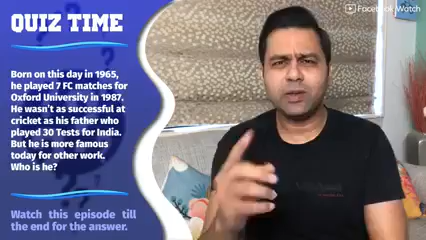 QUIZ TIME
Facebook Watch
Born on this day in 1965,
he played 7 FC matches for
Oxford University in 1987.
He wasn't as successful at
cricket as his father who
played 30 Tests for India.
But he is more famous
today for other work.
Who is he?
Watch this episode till
the end for the answer.